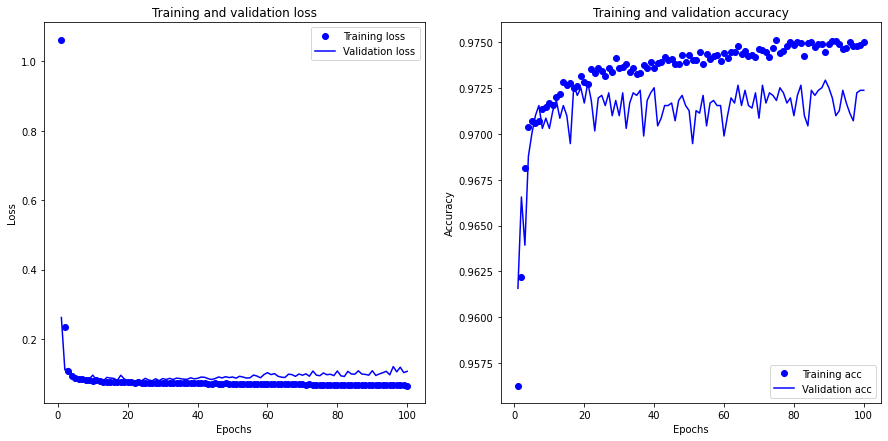 Training and validation loss
Training loss
Validation loss
1.0
0.8
0.6
0.4
0.2
Loss
0
20
40
60
80
100
Epochs
Training and validation accuracy
0.9750
0.9725
0.9700
0.9675
0.9650
0.9625
0.9600
0.9575
Accuracy
Training acc
Validation acc
0
20
40
60
80
100
Epochs